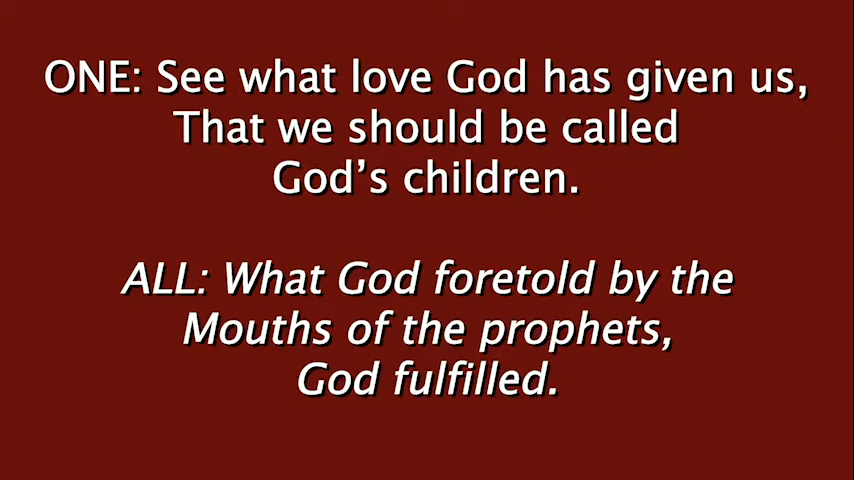 ONE: See what love God has given us,
That we should be called
God’s children.
ALL: What God foretold by the
Mouths of the prophets,
God fulfilled.